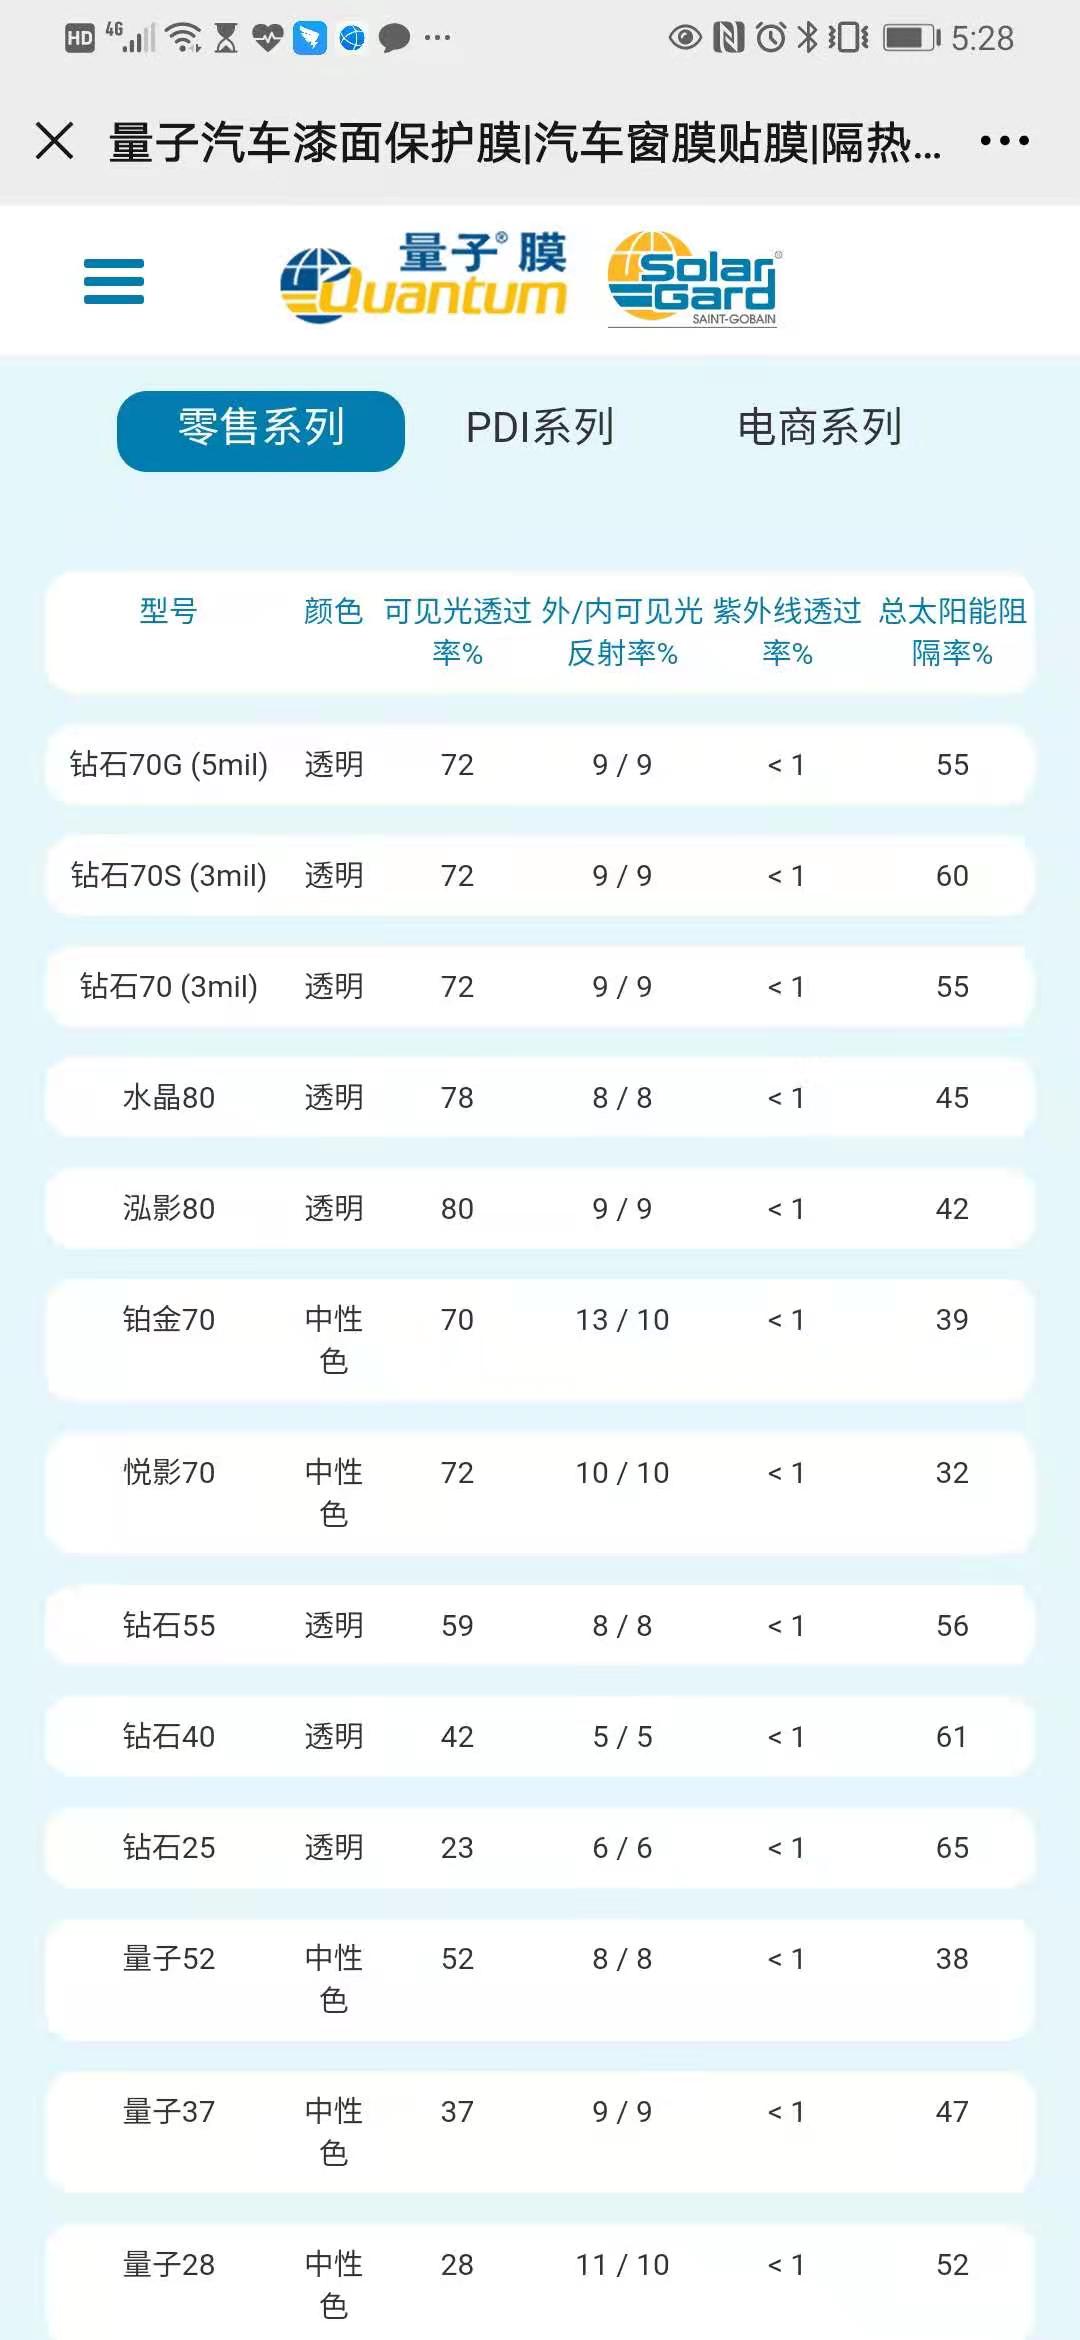 HD 4G 5:28
量子汽车漆面保护膜|汽车窗膜贴膜|隔热...
量子®膜
Quantum
Solar Gard®
SAINT-GOBAIN
零售系列 PDI系列 电商系列
型号 颜色 可见光透过率% 外/内可见光反射率% 紫外线透过率% 总太阳能阻隔率%
钻石70G (5mil) 透明 72 9 / 9 < 1 55
钻石70S (3mil) 透明 72 9 / 9 < 1 60
钻石70 (3mil) 透明 72 9 / 9 < 1 55
水晶80 透明 78 8 / 8 < 1 45
泓影80 透明 80 9 / 9 < 1 42
铂金70 中性色 70 13 / 10 < 1 39
悦影70 中性色 72 10 / 10 < 1 32
钻石55 透明 59 8 / 8 < 1 56
钻石40 透明 42 5 / 5 < 1 61
钻石25 透明 23 6 / 6 < 1 65
量子52 中性色 52 8 / 8 < 1 38
量子37 中性色 37 9 / 9 < 1 47
量子28 中性色 28 11 / 10 < 1 52